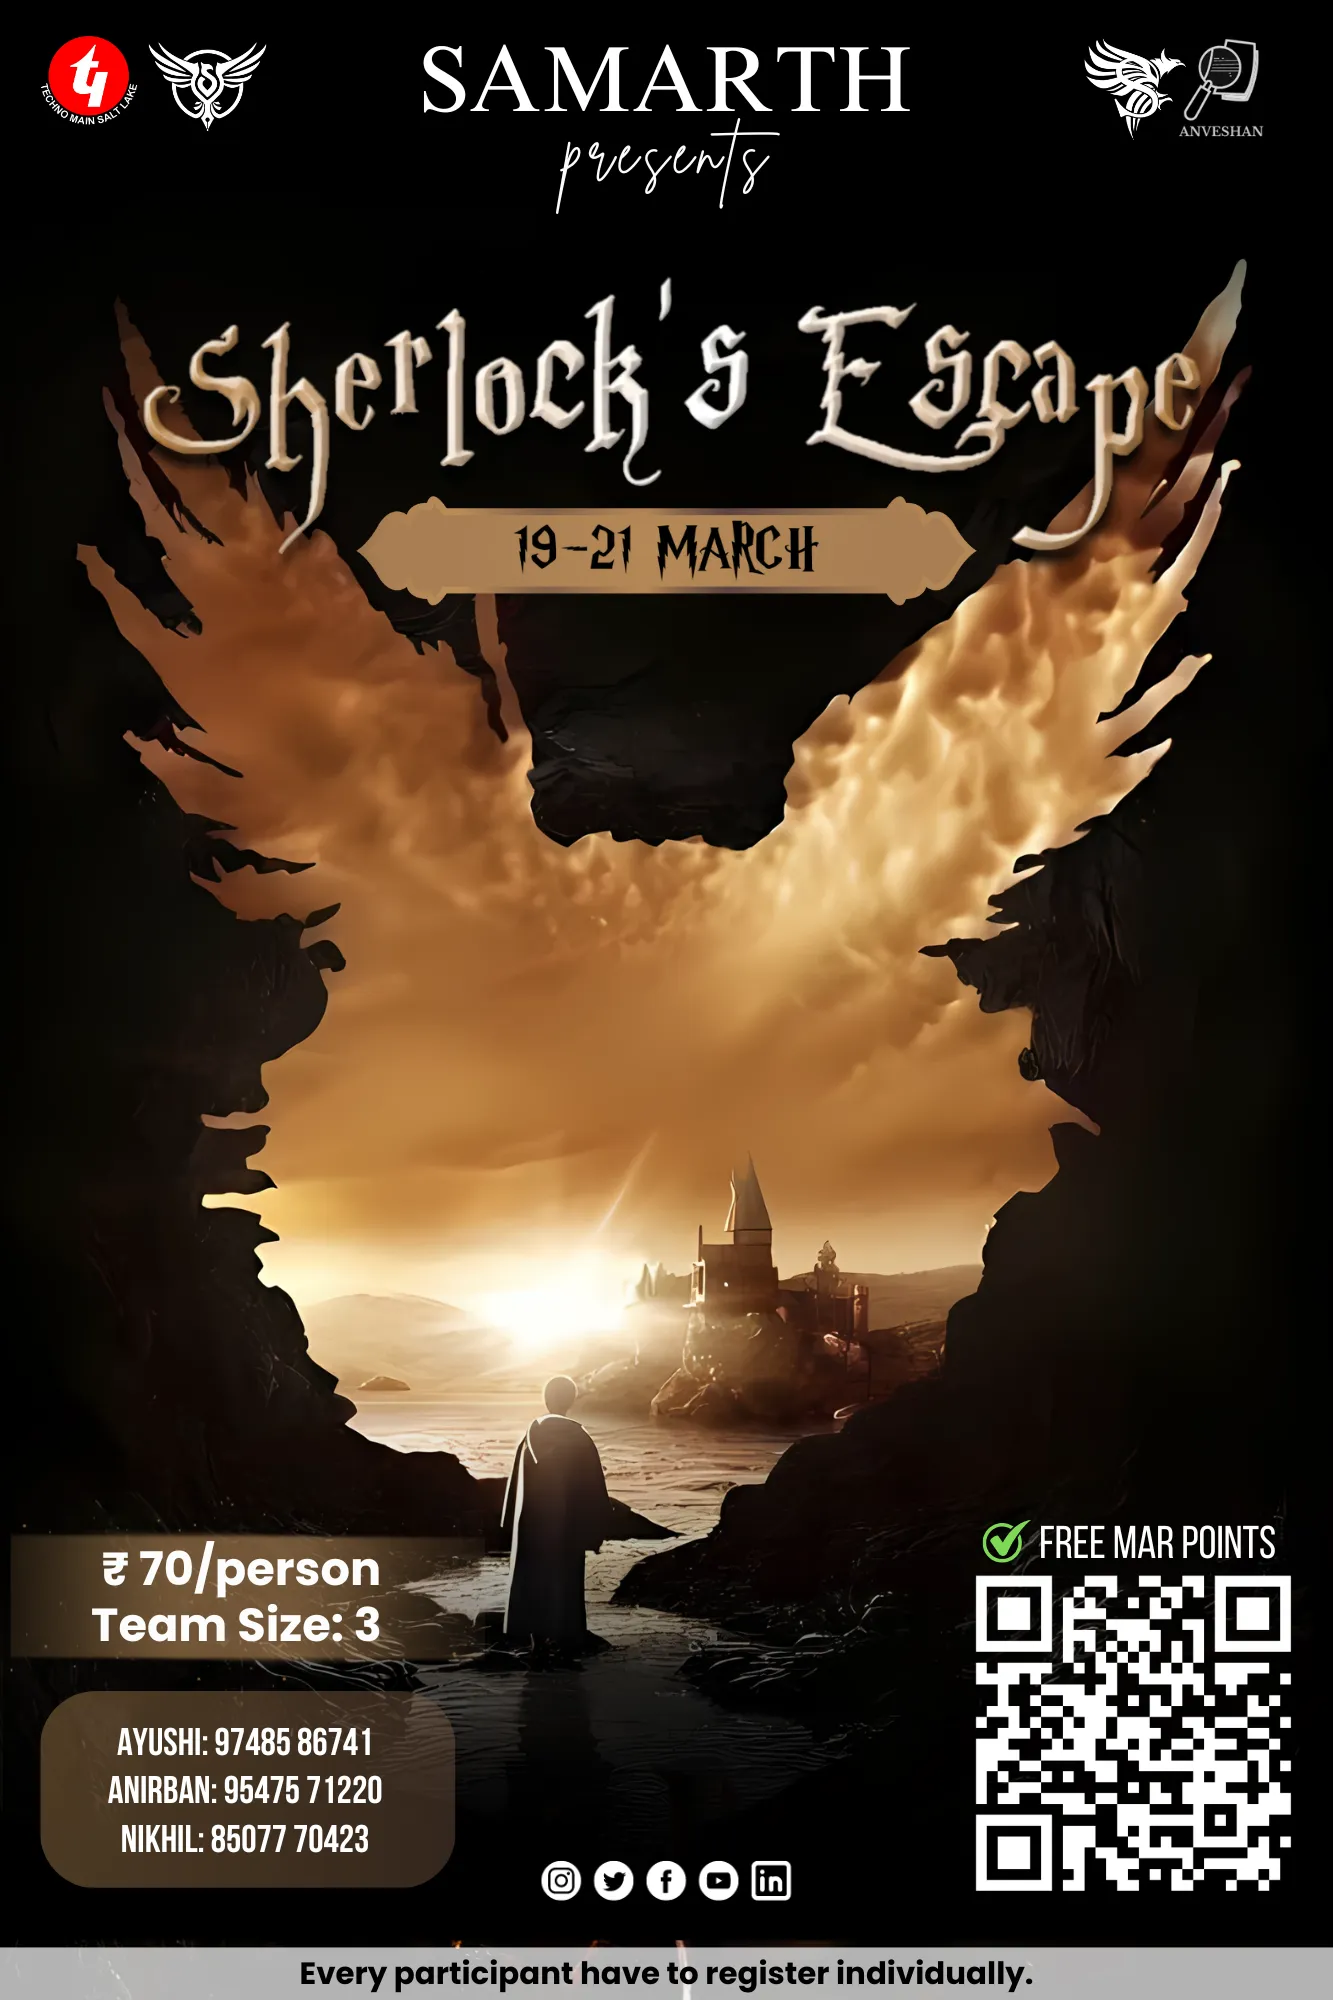 TECHNO MAIN SALT LAKE
SAMARTH
presents
ANVESHAN
Sherlock's Escape
19-21 MARCH
₹ 70/person
Team Size: 3
AYUSHI: 97485 86741
ANIRBAN: 95475 71220
NIKHIL: 85077 70423
FREE MAR POINTS
Every participant have to register individually.